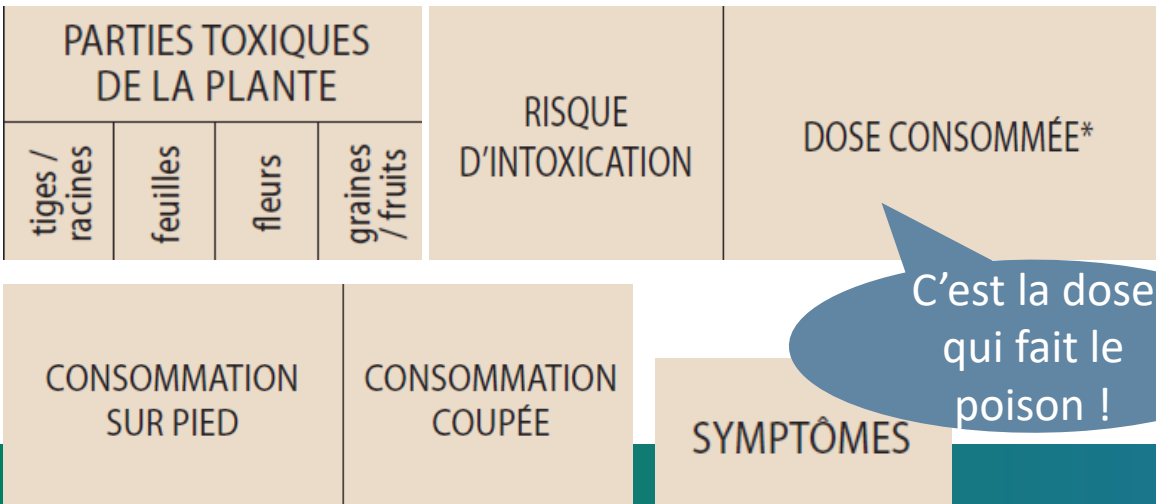 PARTIES TOXIQUES
DE LA PLANTE
tiges /
racines
feuilles
fleurs
graines
/ fruits
RISQUE
D'INTOXICATION
DOSE CONSOMMÉE*
C'est la dose
qui fait le
poison !
CONSOMMATION
SUR PIED
CONSOMMATION
COUPÉE
SYMPTÔMES